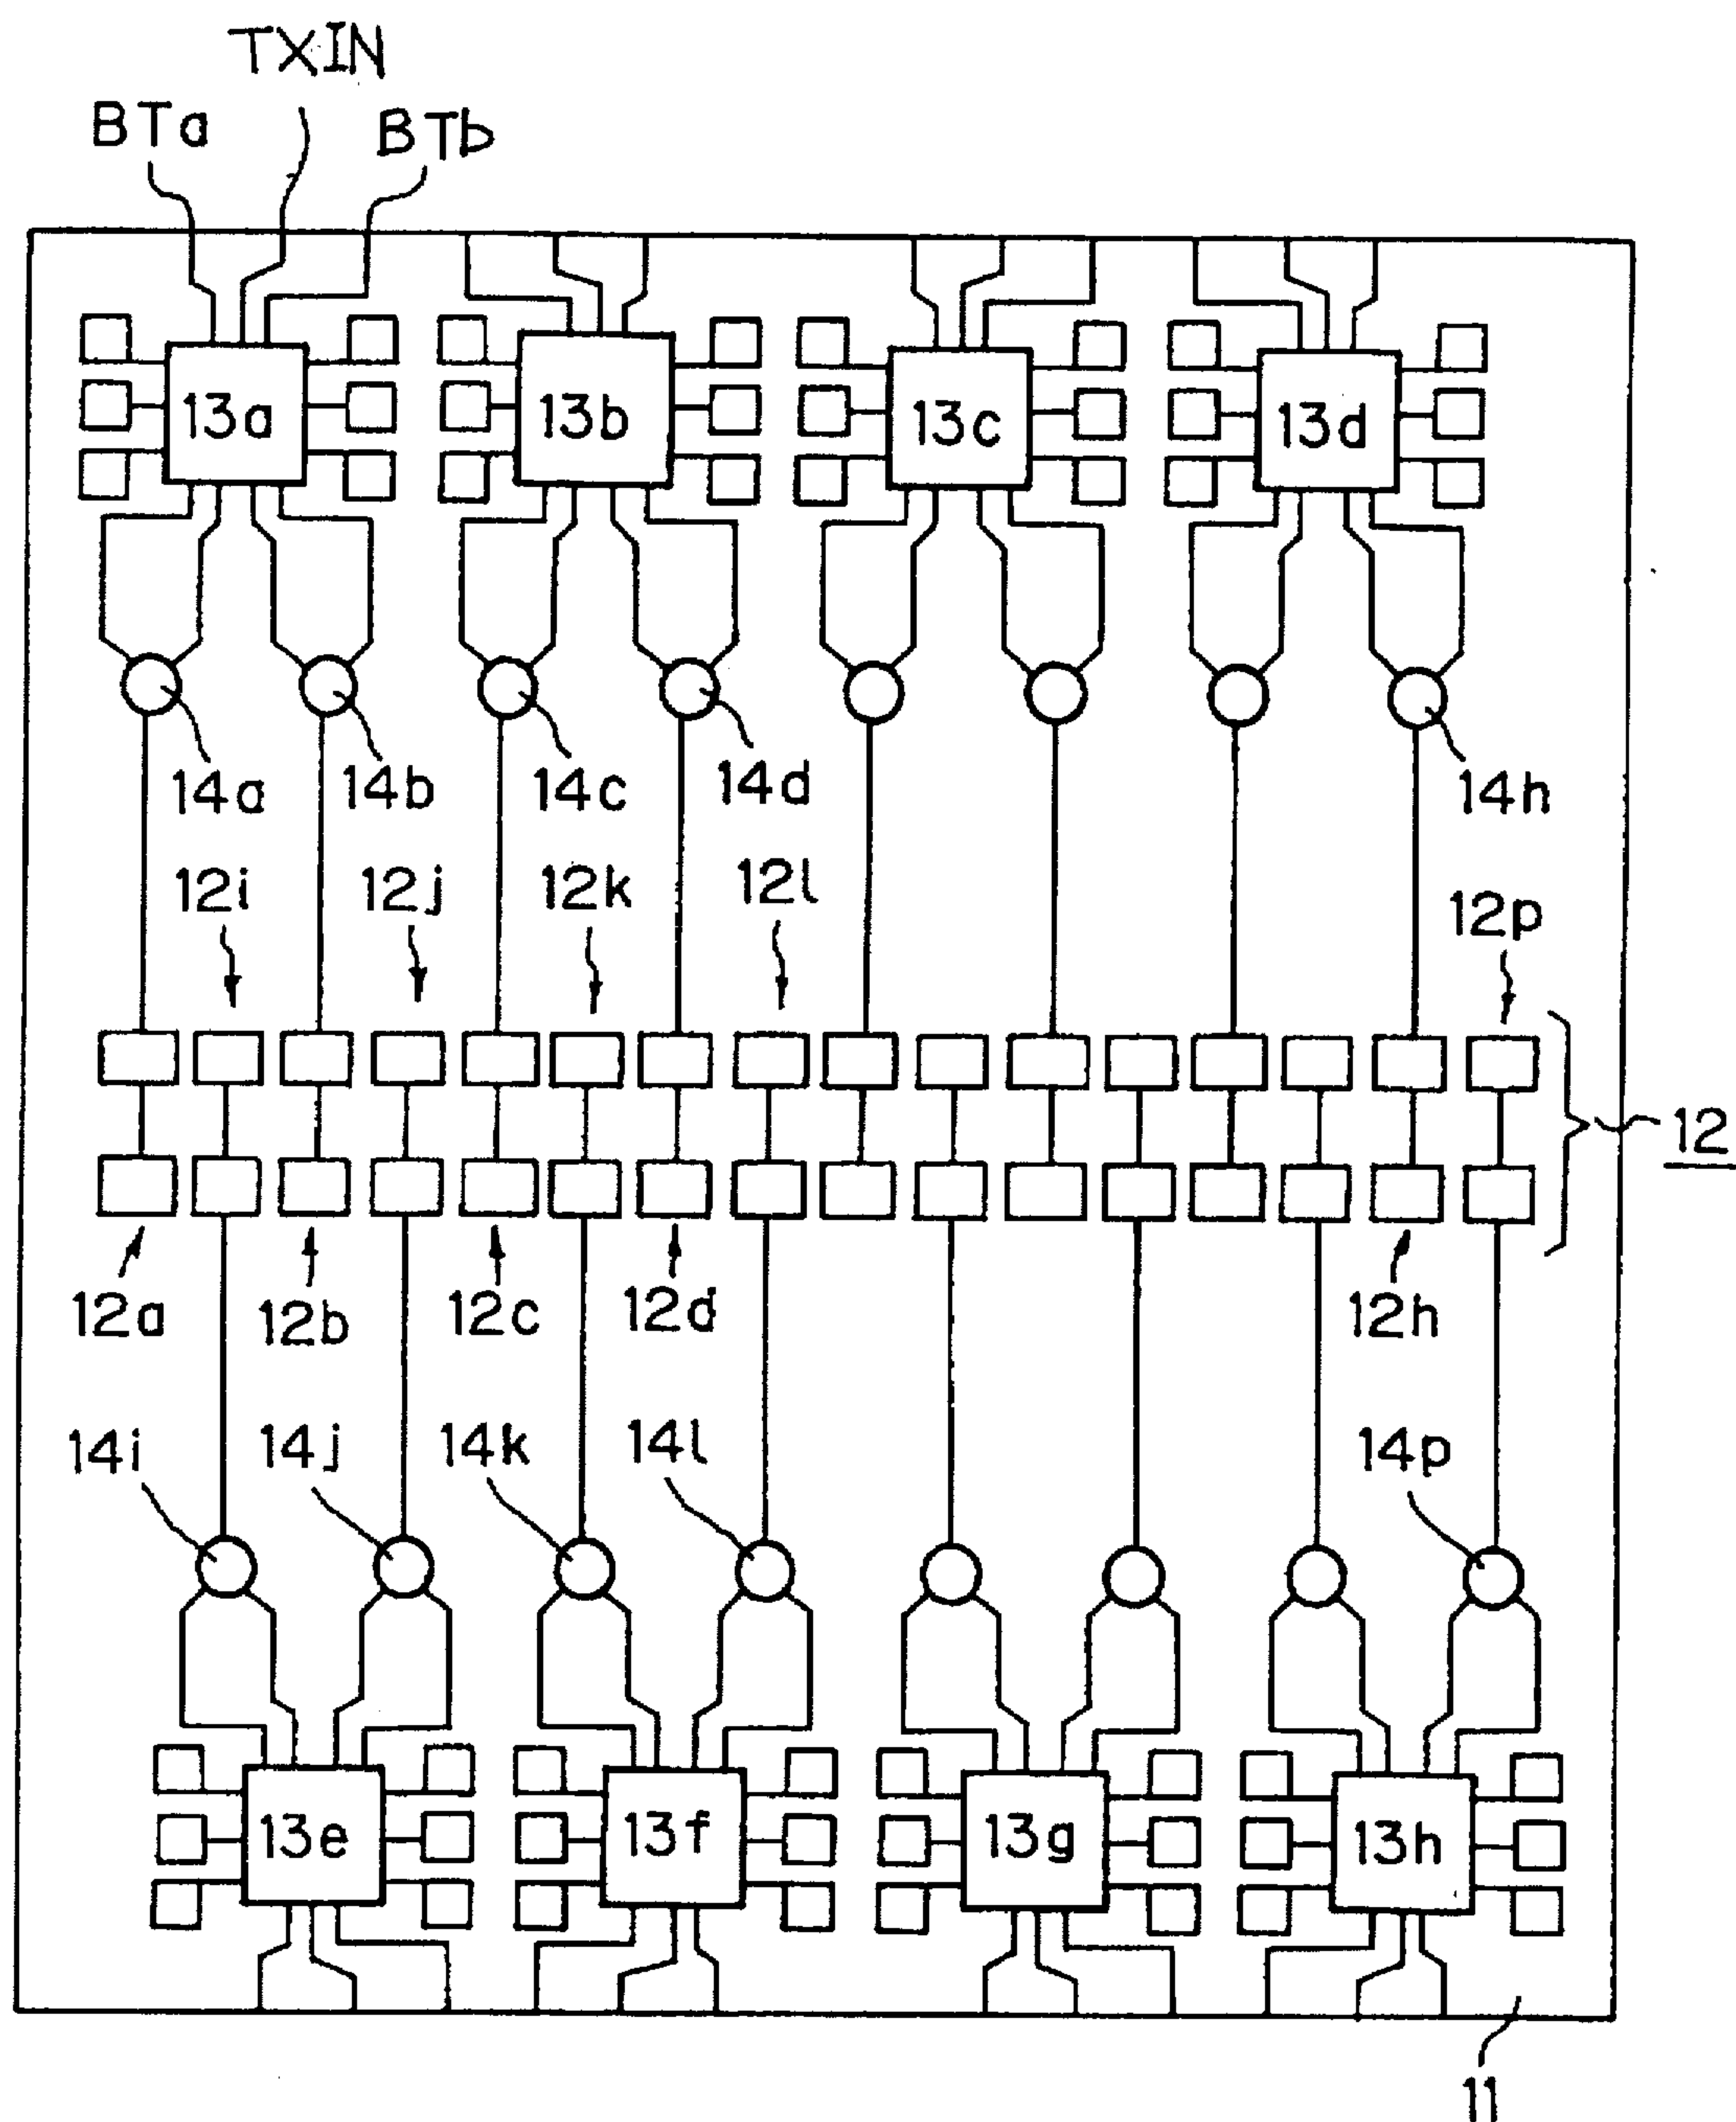 TXIN
BTa BTb
13a 13b 13c 13d
14a 14b 14c 14d 14h
12i 12j 12k 12l 12p
12
12a 12b 12c 12d 12h
14i 14j 14k 14l 14p
13e 13f 13g 13h
11